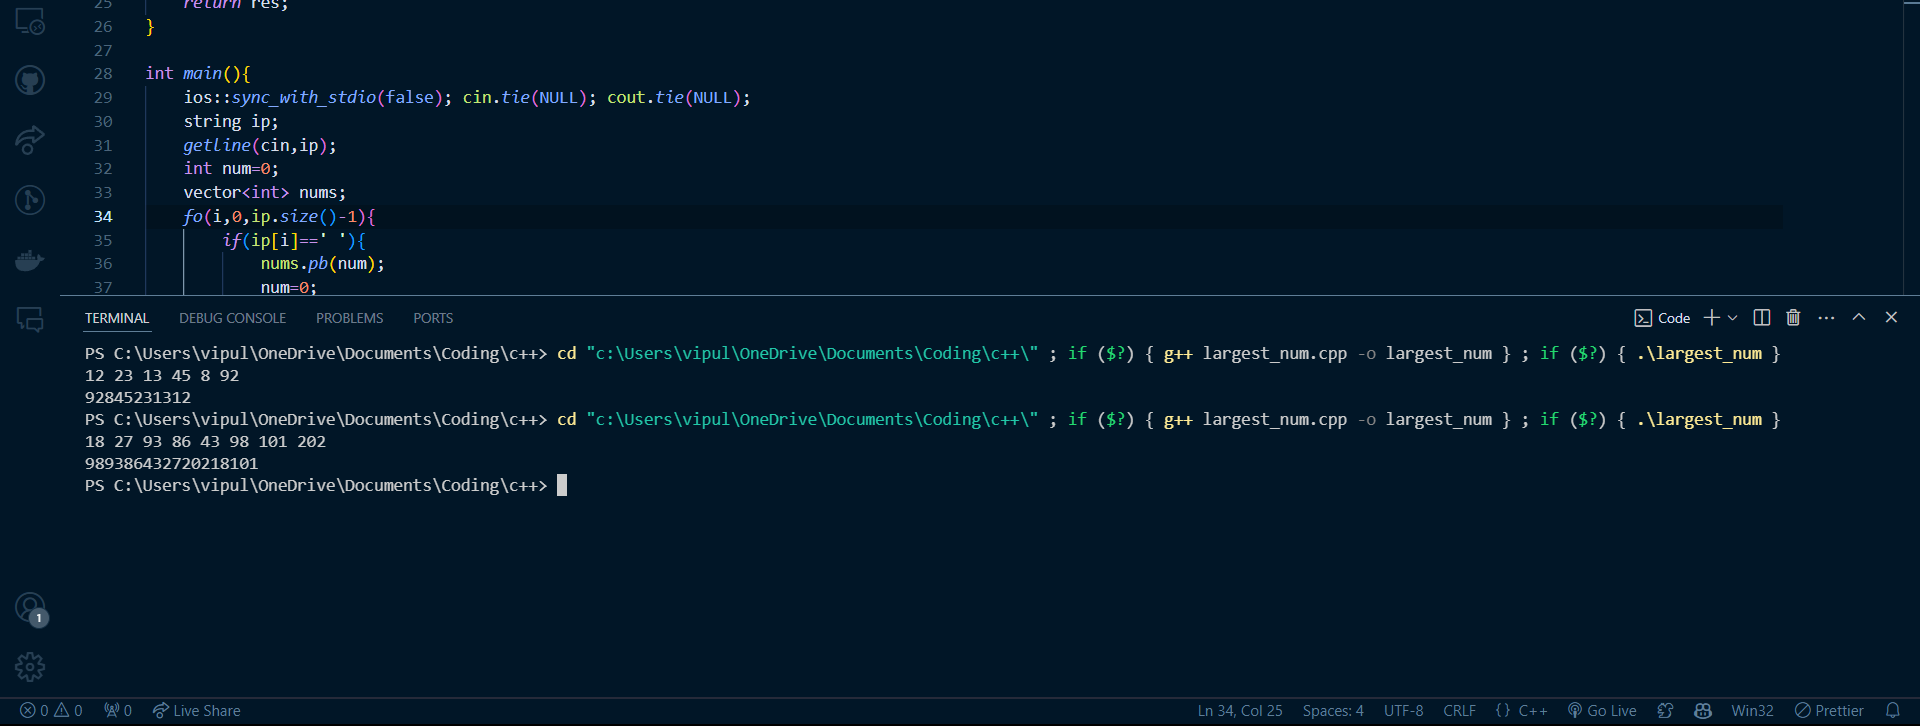 25 return res;
26 }
27
28 int main(){
29 ios::sync_with_stdio(false); cin.tie(NULL); cout.tie(NULL);
30 string ip;
31 getline(cin,ip);
32 int num=0;
33 vector<int> nums;
34 fo(i,0,ip.size()-1){
35 if(ip[i]==' '){
36 nums.pb(num);
37 num=0;
TERMINAL DEBUG CONSOLE PROBLEMS PORTS Code
PS C:\Users\vipul\OneDrive\Documents\Coding\c++> cd "c:\Users\vipul\OneDrive\Documents\Coding\c++\" ; if ($?) { g++ largest_num.cpp -o largest_num } ; if ($?) { .\largest_num }
12 23 13 45 8 92
92845231312
PS C:\Users\vipul\OneDrive\Documents\Coding\c++> cd "c:\Users\vipul\OneDrive\Documents\Coding\c++\" ; if ($?) { g++ largest_num.cpp -o largest_num } ; if ($?) { .\largest_num }
18 27 93 86 43 98 101 202
989386432720218101
PS C:\Users\vipul\OneDrive\Documents\Coding\c++>
1
0 0 0 Live Share Ln 34, Col 25 Spaces: 4 UTF-8 CRLF {} C++ Go Live Win32 Prettier